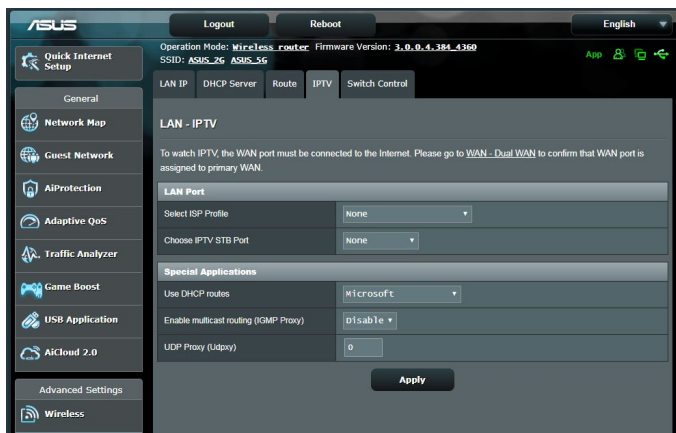 ASUS
Logout
Reboot
English
Quick Internet
Setup
Operation Mode: Wireless router Firmware Version: 3.0.0.4.384_4360
SSID: ASUS_2G ASUS_5G
App
LAN IP
DHCP Server
Route
IPTV
Switch Control
General
Network Map
Guest Network
AiProtection
Adaptive QoS
Traffic Analyzer
Game Boost
USB Application
AiCloud 2.0
Advanced Settings
Wireless
LAN - IPTV
To watch IPTV, the WAN port must be connected to the Internet. Please go to WAN - Dual WAN to confirm that WAN port is
assigned to primary WAN.
LAN Port
Select ISP Profile
None
Choose IPTV STB Port
None
Special Applications
Use DHCP routes
Microsoft
Enable multicast routing (IGMP Proxy)
Disable
UDP Proxy (Udpxy)
0
Apply